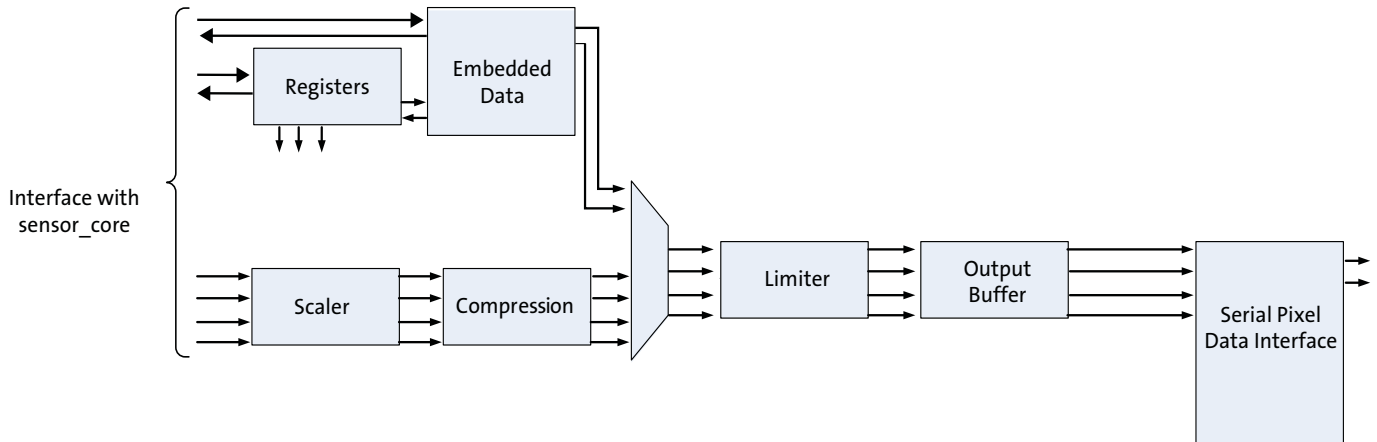 Embedded
Data
Registers
Interface with
sensor_core
Scaler
Compression
Limiter
Output
Buffer
Serial Pixel
Data Interface